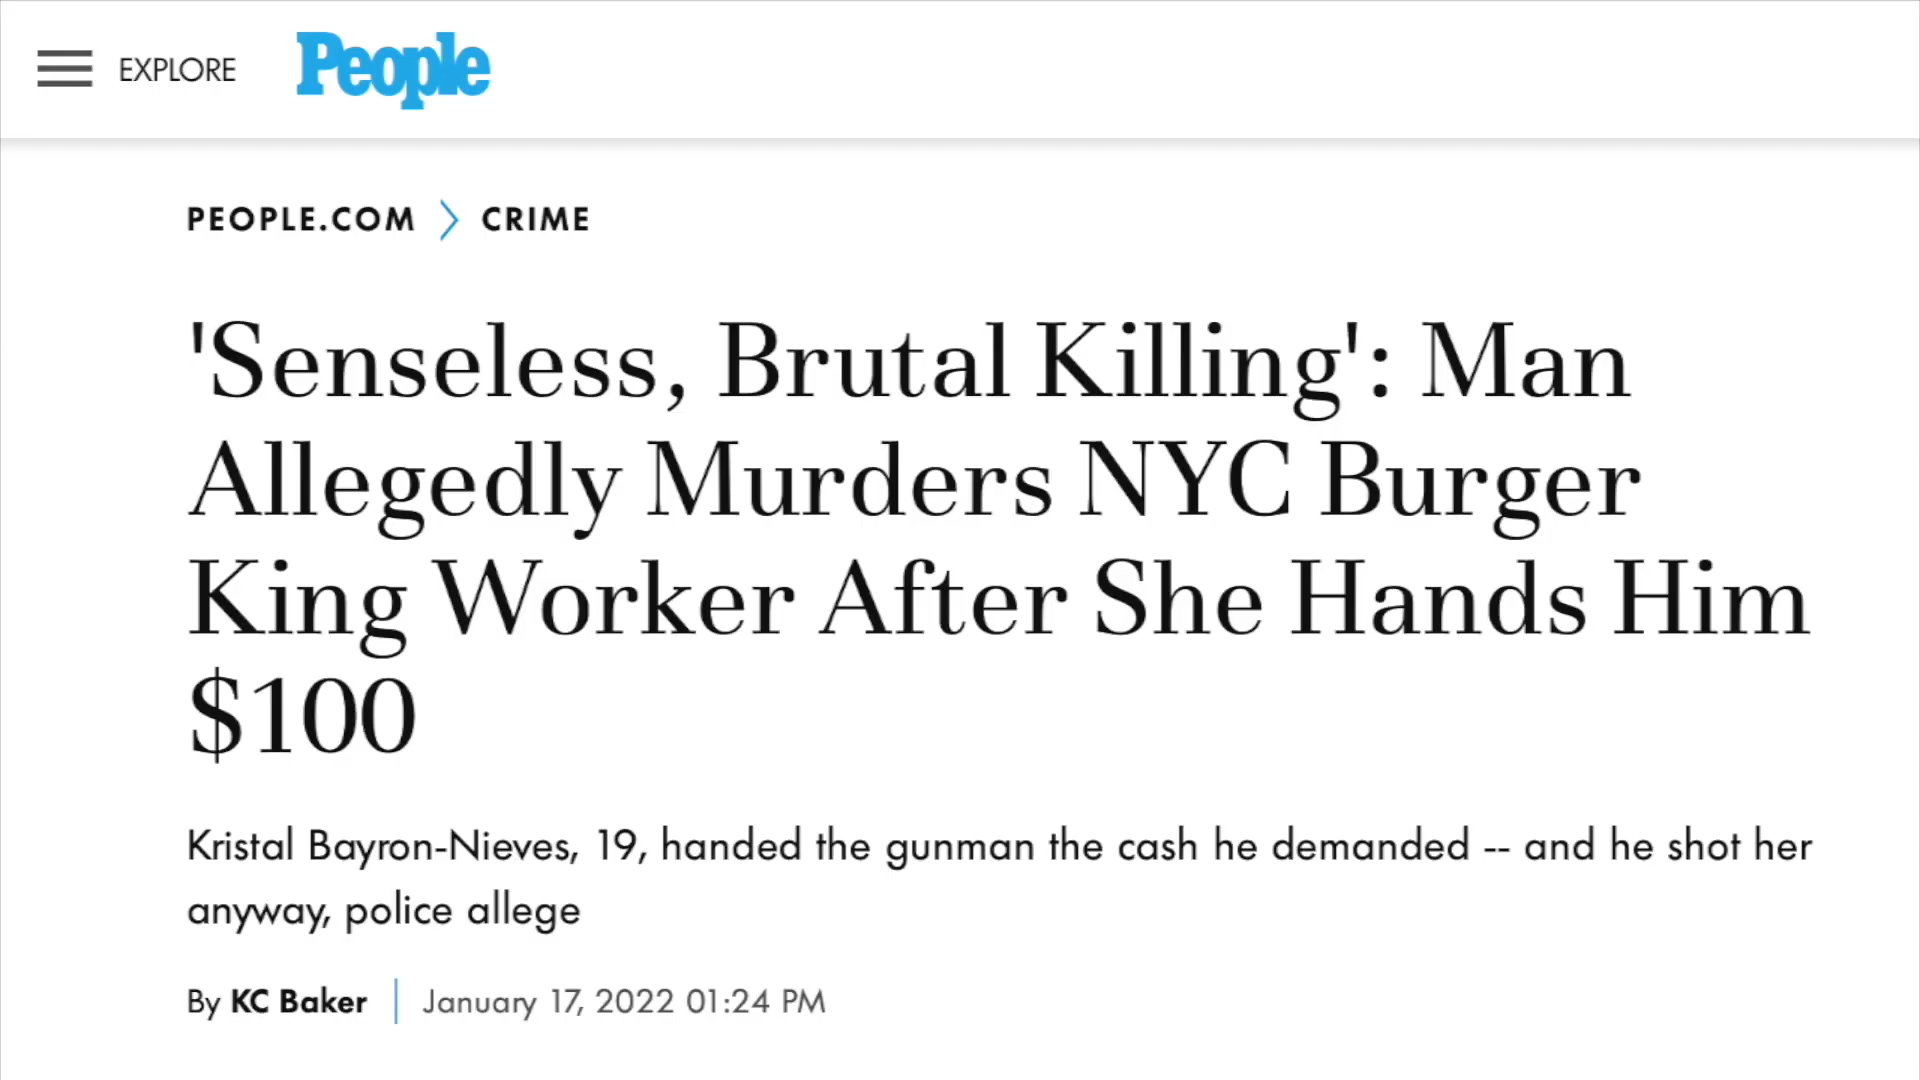 EXPLORE People
PEOPLE.COM > CRIME
'Senseless, Brutal Killing': Man
Allegedly Murders NYC Burger
King Worker After She Hands Him
$100
Kristal Bayron-Nieves, 19, handed the gunman the cash he demanded -- and he shot her
anyway, police allege
By KC Baker | January 17, 2022 01:24 PM